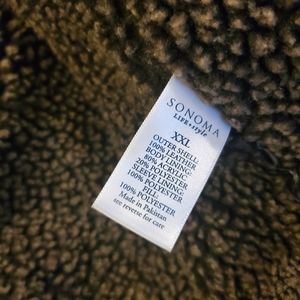 SONOMA
LIFE+style
XXL
OUTER SHELL:
100% LEATHER
BODY LINING:
80% ACRYLIC
20% POLYESTER
SLEEVE LINING:
100% POLYESTER
FILL
100% POLYESTER
Made in Pakistan
see reverse for care